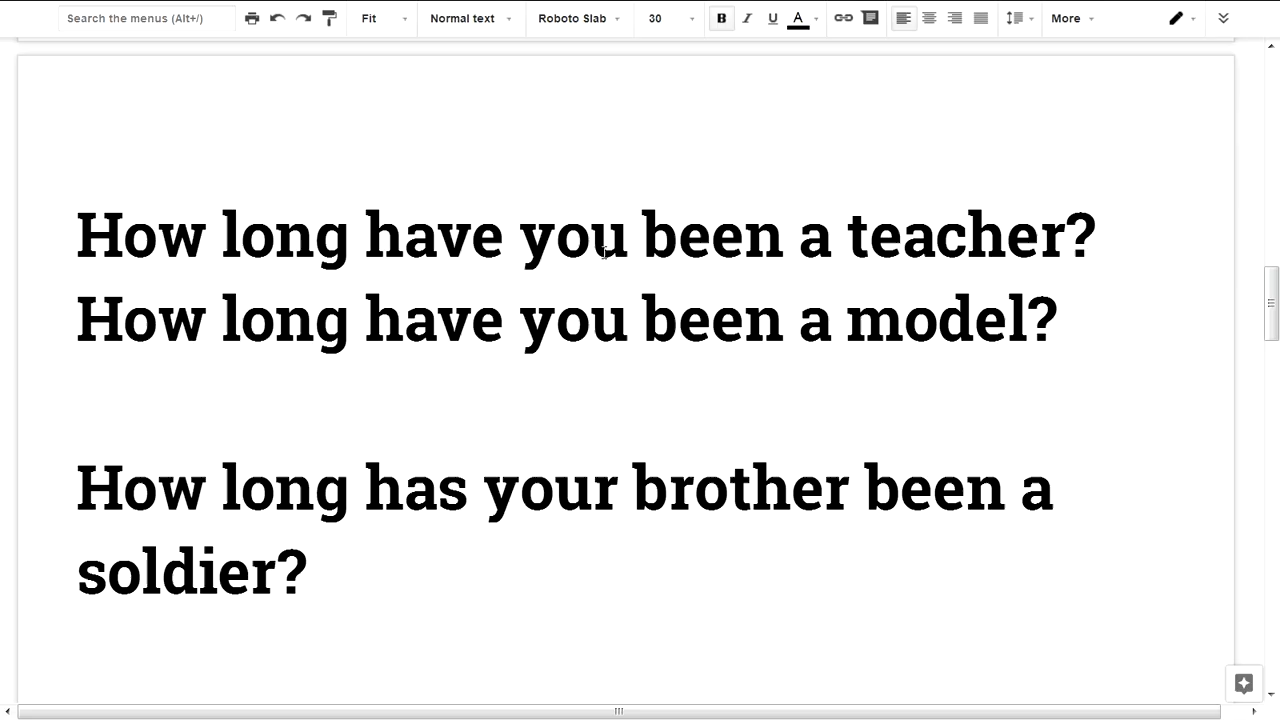 Search the menus (Alt+/)
Fit
Normal text
Roboto Slab
30
B
I
U
A
More
How long have you been a teacher?
How long have you been a model?
How long has your brother been a
soldier?